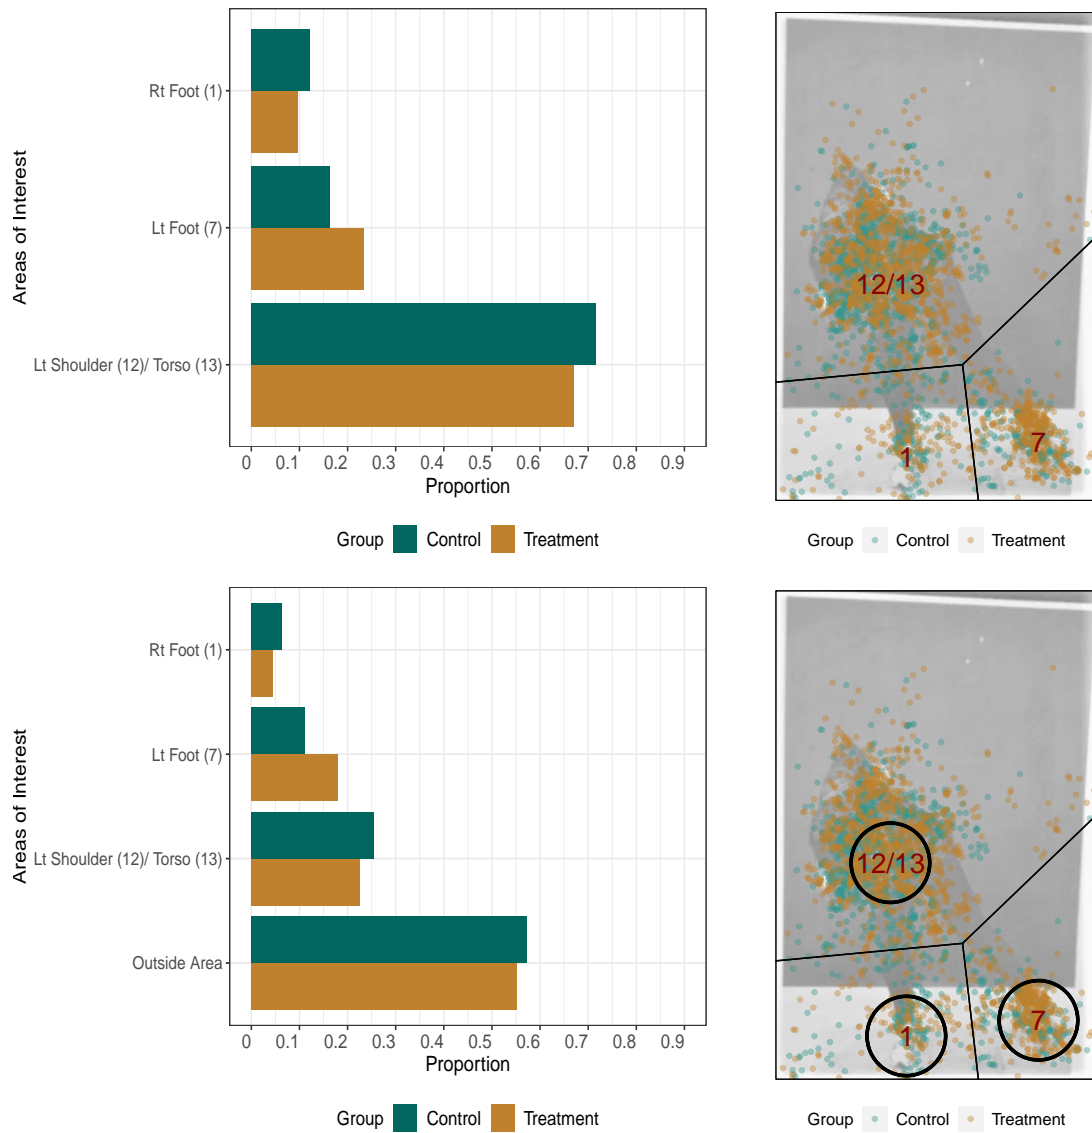 Areas of Interest
Rt Foot (1)
Lt Foot (7)
Lt Shoulder (12)/ Torso (13)
0 0.1 0.2 0.3 0.4 0.5 0.6 0.7 0.8 0.9
Proportion
Group Control Treatment
12/13
1
7
Group Control Treatment
Areas of Interest
Rt Foot (1)
Lt Foot (7)
Lt Shoulder (12)/ Torso (13)
Outside Area
0 0.1 0.2 0.3 0.4 0.5 0.6 0.7 0.8 0.9
Proportion
Group Control Treatment
12/13
1
7
Group Control Treatment